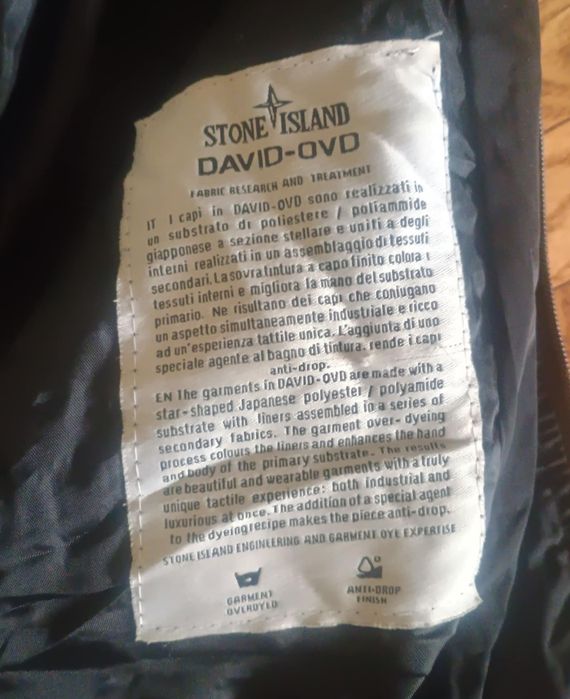 STONE ISLAND
DAVID-OVD
FABRIC RESEARCH AND TREATMENT
IT I capi in DAVID-OVD sono realizzati in
un substrato di poliestere / poliammide
giapponese a sezione stellare e uniti a degli
interni realizzati in un assemblaggio di tessuti
secondari. La sovratintura a capo finito colora i
tessuti interni e migliora la mano del substrato
primario. Ne risultano dei capi che coniugano
un aspetto simultaneamente industriale e ricco
ad un'esperienza tattile unica. L'aggiunta di uno
speciale agente al bagno di tintura, rende i capi
anti-drop.
EN The garments in DAVID-OVD are made with a
star-shaped Japanese polyester / polyamide
substrate with liners assembled in a series of
secondary fabrics. The garment over-dyeing
process colours the liners and enhances the hand
and body of the primary substrate. The results
are beautiful and wearable garments with a truly
unique tactile experience: both industrial and
luxurious at once. The addition of a special agent
to the dyeing recipe makes the piece anti-drop.
STONE ISLAND ENGINEERING AND GARMENT DYE EXPERTISE
GARMENT
OVERDYED
ANTI-DROP
FINISH